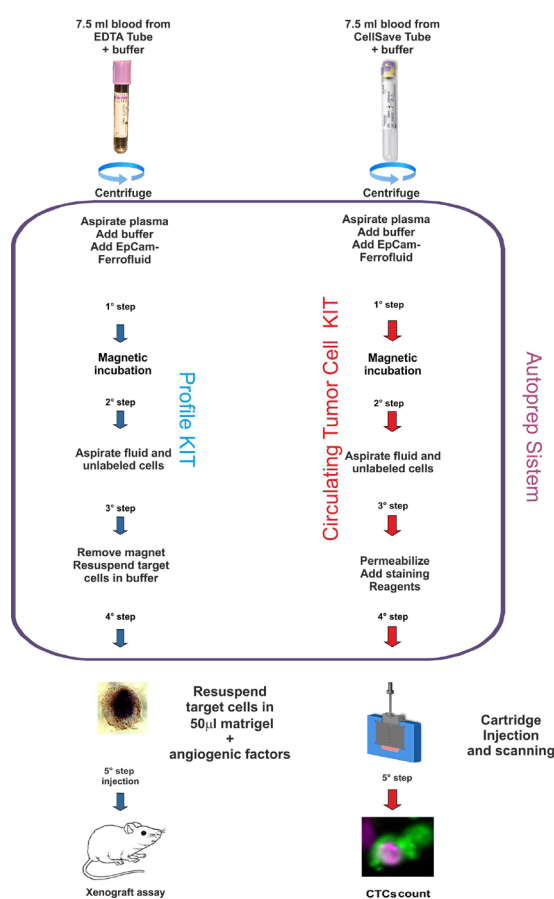 7.5 ml blood from
EDTA Tube
+ buffer
Centrifuge
Aspirate plasma
Add buffer
Add EpCam-
Ferrofluid
1° step
Magnetic
incubation
2° step
Aspirate fluid and
unlabeled cells
3° step
Remove magnet
Resuspend target
cells in buffer
4° step
Resuspend
target cells in
50μl matrigel
+
angiogenic factors
5° step
injection
Xenograft assay
Profile KIT
7.5 ml blood from
CellSave Tube
+ buffer
Centrifuge
Aspirate plasma
Add buffer
Add EpCam-
Ferrofluid
1° step
Magnetic
incubation
2° step
Aspirate fluid and
unlabeled cells
3° step
Permeabilize
Add staining
Reagents
4° step
Cartridge
Injection
and scanning
5° step
CTCs count
Circulating Tumor Cell KIT
Autoprep Sistem